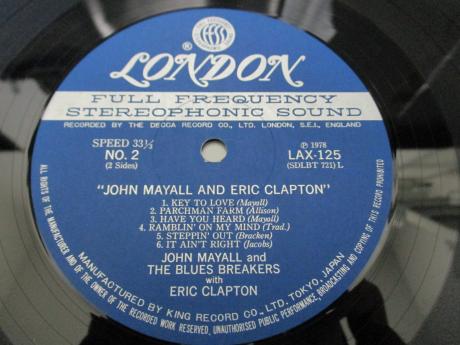 LONDON
®
FULL FREQUENCY
STEREOPHONIC SOUND
RECORDED BY THE DECCA RECORD CO., LTD. LONDON, S.E.I., ENGLAND
SPEED 33⅓
NO. 2
(2 Sides)
Ⓟ 1978
LAX-125
(SDLBT 721) L
"JOHN MAYALL AND ERIC CLAPTON"
1. KEY TO LOVE (Mayall)
2. PARCHMAN FARM (Allison)
3. HAVE YOU HEARD (Mayall)
4. RAMBLIN' ON MY MIND (Trad.)
5. STEPPIN' OUT (Bracken)
6. IT AIN'T RIGHT (Jacobs)
JOHN MAYALL and
THE BLUES BREAKERS
with
ERIC CLAPTON
MANUFACTURED BY KING RECORD CO., LTD. TOKYO, JAPAN
ALL RIGHTS OF THE MANUFACTURER AND OF THE OWNER OF THE RECORDED WORK RESERVED, UNAUTHORISED PUBLIC PERFORMANCE, BROADCASTING AND COPYING OF THIS RECORD PROHIBITED